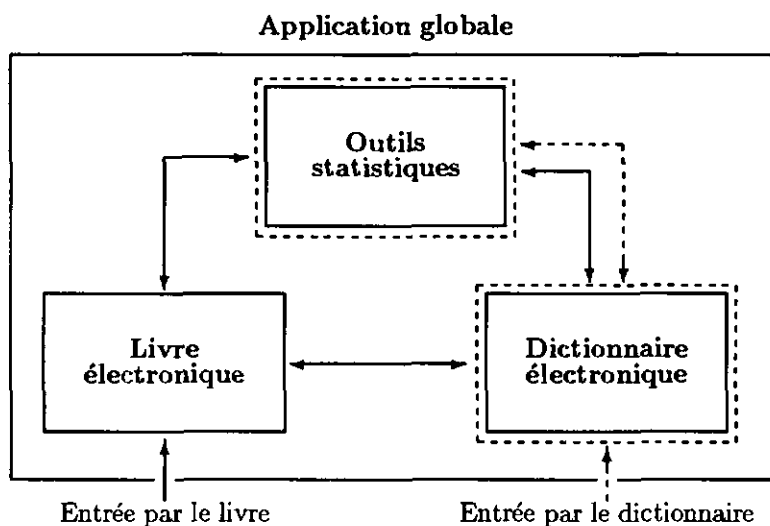 Application globale
Outils
statistiques
Livre
électronique
Dictionnaire
électronique
Entrée par le livre
Entrée par le dictionnaire